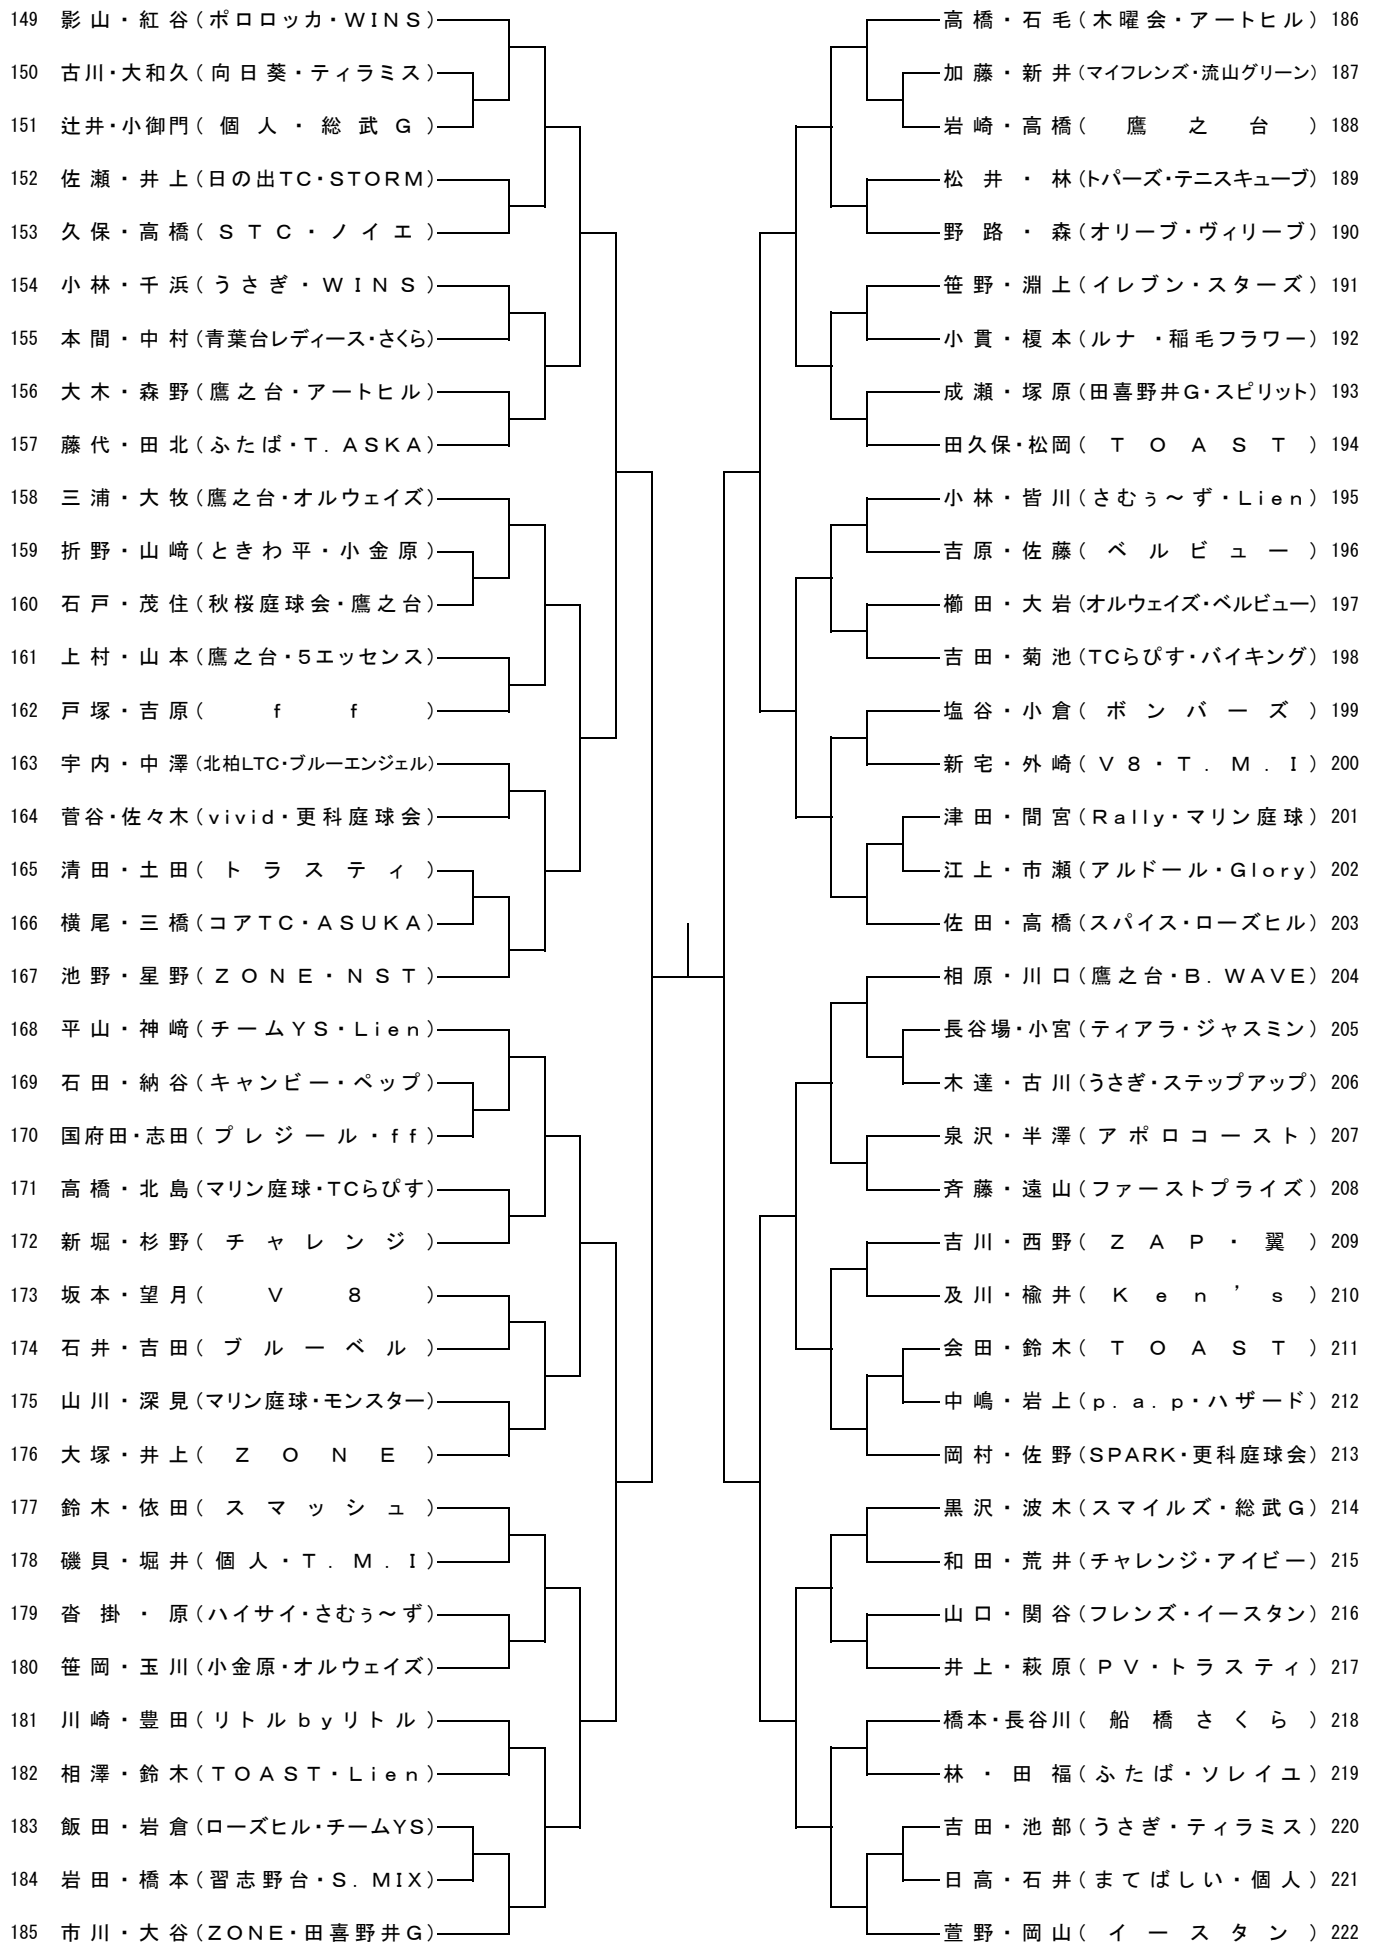 149 影山・紅谷(ポロロッカ・WINS)
150 古川・大和久(向日葵・ティラミス)
151 辻井・小御門(個人・総武G)
152 佐瀬・井上(日の出TC・STORM)
153 久保・高橋(STC・ノイエ)
154 小林・千浜(うさぎ・WINS)
155 本間・中村(青葉台レディース・さくら)
156 大木・森野(鷹之台・アートヒル)
157 藤代・田北(ふたば・T.ASKA)
158 三浦・大牧(鷹之台・オルウェイズ)
159 折野・山﨑(ときわ平・小金原)
160 石戸・茂住(秋桜庭球会・鷹之台)
161 上村・山本(鷹之台・5エッセンス)
162 戸塚・吉原(ff)
163 宇内・中澤(北柏LTC・ブルーエンジェル)
164 菅谷・佐々木(vivid・更科庭球会)
165 清田・土田(トラスティ)
166 横尾・三橋(コアTC・ASUKA)
167 池野・星野(ZONE・NST)
168 平山・神﨑(チームYS・Lien)
169 石田・納谷(キャンビー・ペップ)
170 国府田・志田(プレジール・ff)
171 高橋・北島(マリン庭球・TCらぴす)
172 新堀・杉野(チャレンジ)
173 坂本・望月(V8)
174 石井・吉田(ブルーベル)
175 山川・深見(マリン庭球・モンスター)
176 大塚・井上(ZONE)
177 鈴木・依田(スマッシュ)
178 磯貝・堀井(個人・T.M.I)
179 沓掛・原(ハイサイ・さむぅ～ず)
180 笹岡・玉川(小金原・オルウェイズ)
181 川崎・豊田(リトルbyリトル)
182 相澤・鈴木(TOAST・Lien)
183 飯田・岩倉(ローズヒル・チームYS)
184 岩田・橋本(習志野台・S.MIX)
185 市川・大谷(ZONE・田喜野井G)
高橋・石毛(木曜会・アートヒル) 186
加藤・新井(マイフレンズ・流山グリーン) 187
岩崎・高橋(鷹之台) 188
松井・林(トパーズ・テニスキューブ) 189
野路・森(オリーブ・ヴィリーブ) 190
笹野・淵上(イレブン・スターズ) 191
小貫・榎本(ルナ・稲毛フラワー) 192
成瀬・塚原(田喜野井G・スピリット) 193
田久保・松岡(TOAST) 194
小林・皆川(さむぅ～ず・Lien) 195
吉原・佐藤(ベルビュー) 196
櫛田・大岩(オルウェイズ・ベルビュー) 197
吉田・菊池(TCらぴす・バイキング) 198
塩谷・小倉(ボンバーズ) 199
新宅・外崎(V8・T.M.I) 200
津田・間宮(Rally・マリン庭球) 201
江上・市瀬(アルドール・Glory) 202
佐田・高橋(スパイス・ローズヒル) 203
相原・川口(鷹之台・B.WAVE) 204
長谷場・小宮(ティアラ・ジャスミン) 205
木達・古川(うさぎ・ステップアップ) 206
泉沢・半澤(アポロコースト) 207
斉藤・遠山(ファーストプライズ) 208
吉川・西野(ZAP・翼) 209
及川・楡井(Ken's) 210
会田・鈴木(TOAST) 211
中嶋・岩上(p.a.p・ハザード) 212
岡村・佐野(SPARK・更科庭球会) 213
黒沢・波木(スマイルズ・総武G) 214
和田・荒井(チャレンジ・アイビー) 215
山口・関谷(フレンズ・イースタン) 216
井上・萩原(PV・トラスティ) 217
橋本・長谷川(船橋さくら) 218
林・田福(ふたば・ソレイユ) 219
吉田・池部(うさぎ・ティラミス) 220
日高・石井(まてばしい・個人) 221
萱野・岡山(イースタン) 222